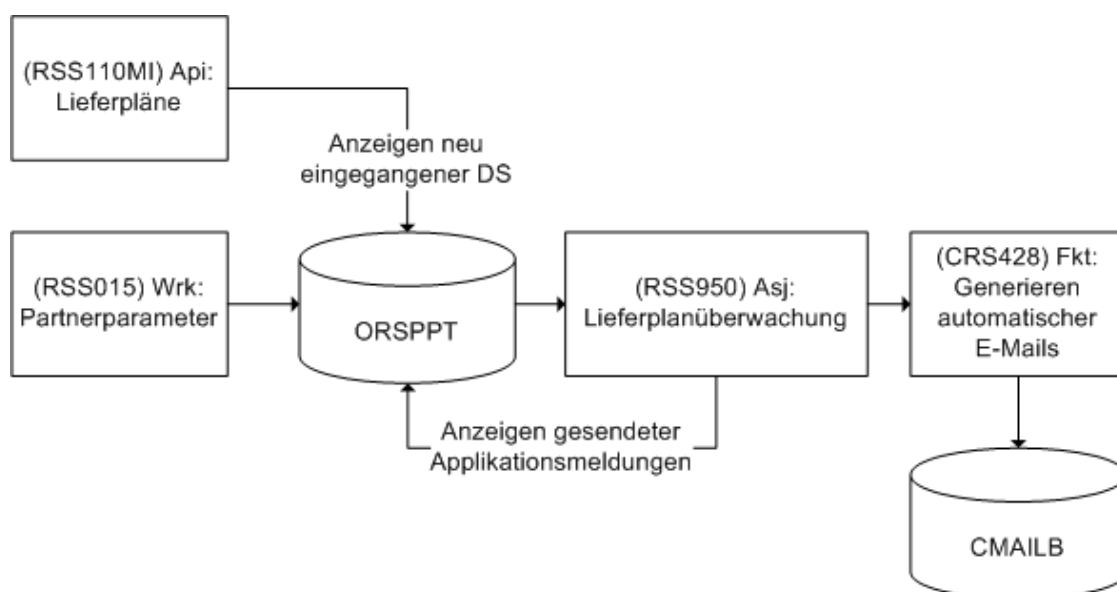 (RSS110MI) Api:
Lieferpläne
Anzeigen neu
eingegangener DS
(RSS015) Wrk:
Partnerparameter
ORSPPT
(RSS950) Asj:
Lieferplanüberwachung
(CRS428) Fkt:
Generieren
automatischer
E-Mails
Anzeigen gesendeter
Applikationsmeldungen
CMAILB